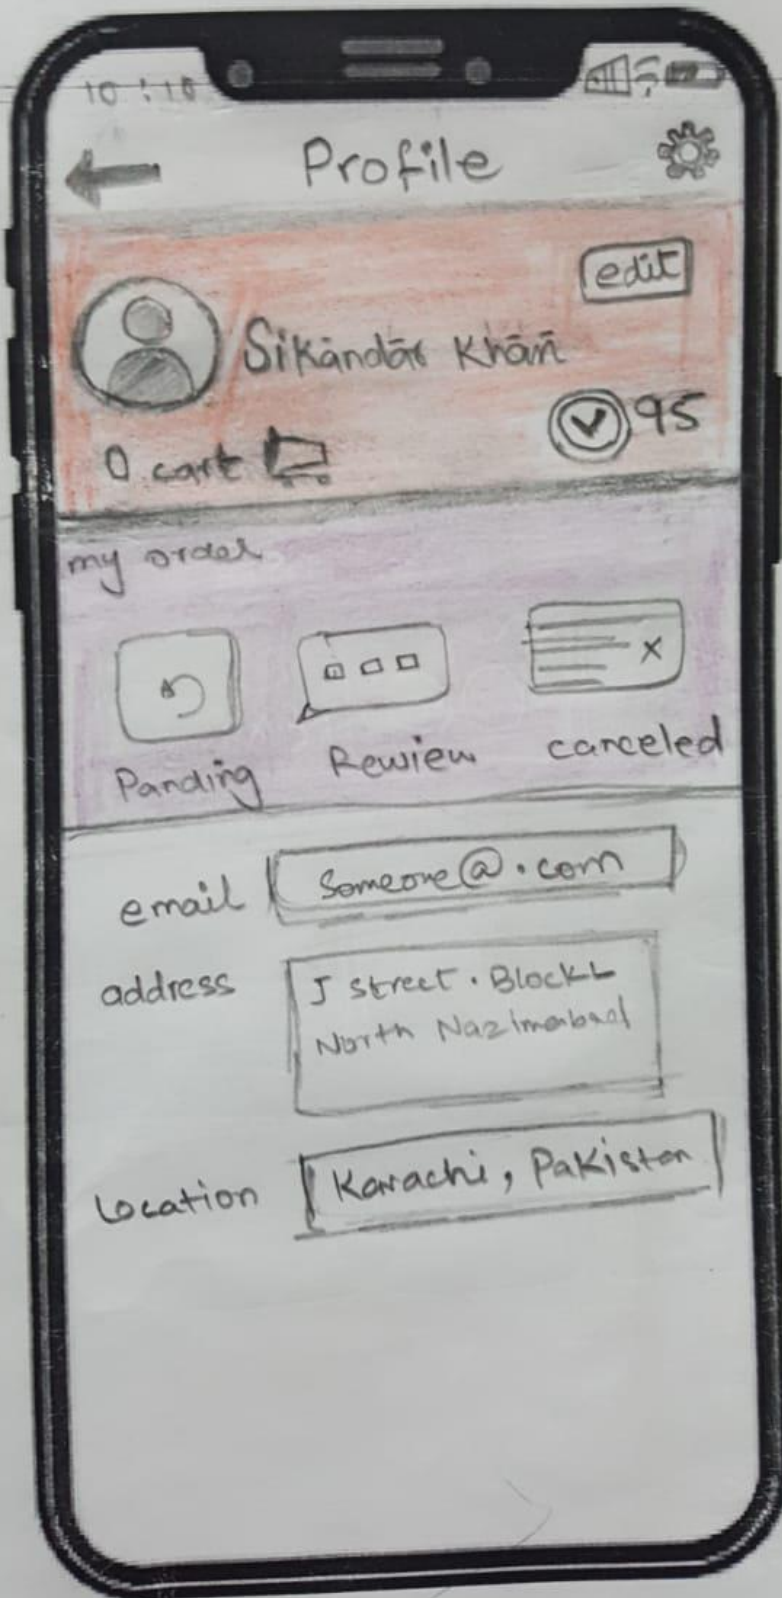 10:18
Profile
edit
Sikandar Khan
0 cart
95
my order
Panding
Rewiew
canceled
email
Someone@.com
address
J street. Block L
North Nazimabad
Location
Karachi, Pakistan